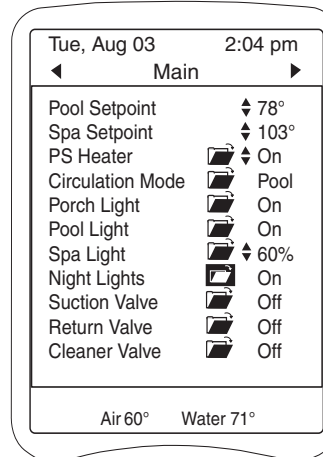 Tue, Aug 03 2:04 pm
Main
Pool Setpoint 78°
Spa Setpoint 103°
PS Heater On
Circulation Mode Pool
Porch Light On
Pool Light On
Spa Light 60%
Night Lights On
Suction Valve Off
Return Valve Off
Cleaner Valve Off
Air 60° Water 71°